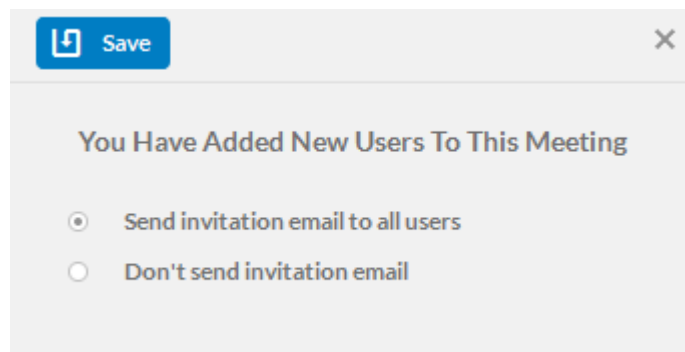 Save
You Have Added New Users To This Meeting
Send invitation email to all users
Don't send invitation email